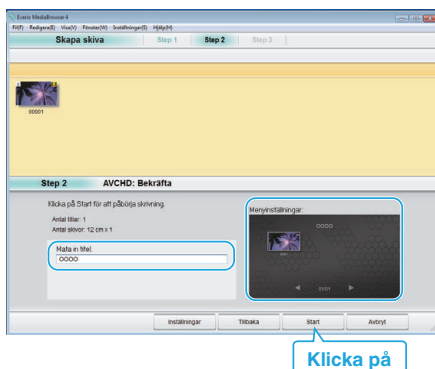 Everio MediaBrowser 4
Fil(F) Redigera(E) Visa(V) Fönster(W) Inställningar(S) Hjälp(H)
Skapa skiva Step 1 Step 2 Step 3
00001
Step 2 AVCHD: Bekräfta
Klicka på Start för att påbörja skrivning.
Antal titlar: 1
Antal skivor: 12 cm x 1
Mata in titel.
OOOO
Menyinställningar:
OOOO
01/01
Inställningar Tillbaka Start Avbryt
Klicka på